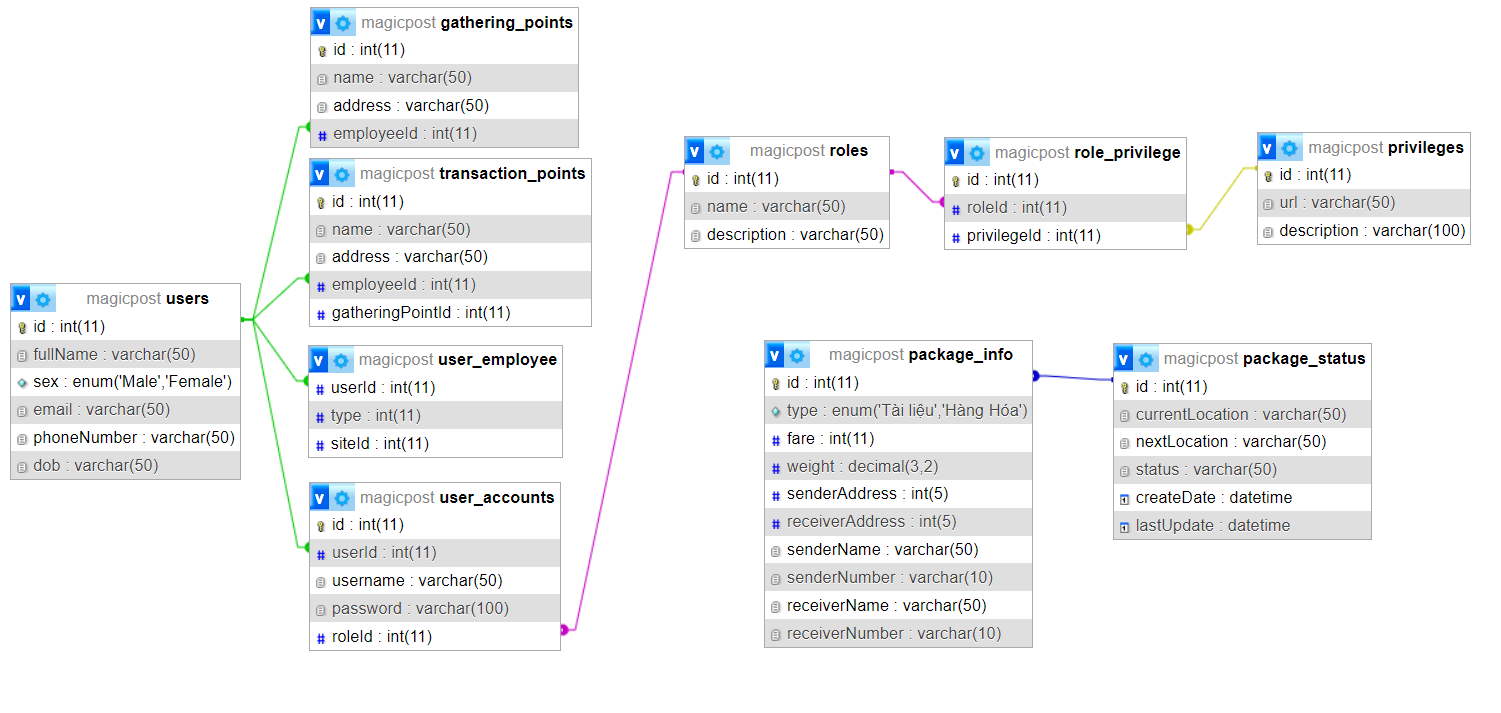 v magicpost gathering_points
id : int(11)
name : varchar(50)
address : varchar(50)
# employeeId : int(11)
v magicpost transaction_points
id : int(11)
name : varchar(50)
address : varchar(50)
# employeeId : int(11)
# gatheringPointId : int(11)
v magicpost users
id : int(11)
fullName : varchar(50)
sex : enum('Male','Female')
email : varchar(50)
phoneNumber : varchar(50)
dob : varchar(50)
v magicpost user_employee
# userId : int(11)
# type : int(11)
# siteId : int(11)
v magicpost user_accounts
id : int(11)
# userId : int(11)
username : varchar(50)
password : varchar(100)
# roleId : int(11)
v magicpost roles
id : int(11)
name : varchar(50)
description : varchar(50)
v magicpost role_privilege
id : int(11)
# roleId : int(11)
# privilegeId : int(11)
v magicpost privileges
id : int(11)
url : varchar(50)
description : varchar(100)
v magicpost package_info
id : int(11)
type : enum('Tài liệu','Hàng Hóa')
# fare : int(11)
# weight : decimal(3,2)
# senderAddress : int(5)
# receiverAddress : int(5)
senderName : varchar(50)
senderNumber : varchar(10)
receiverName : varchar(50)
receiverNumber : varchar(10)
v magicpost package_status
id : int(11)
currentLocation : varchar(50)
nextLocation : varchar(50)
status : varchar(50)
createDate : datetime
lastUpdate : datetime